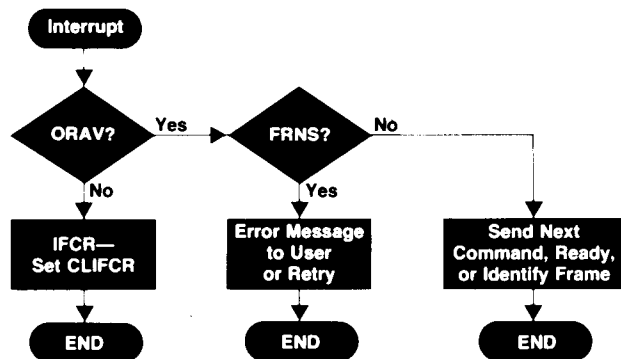 Interrupt
ORAV?
Yes
FRNS?
No
No
Yes
IFCR—
Set CLIFCR
Error Message
to User
or Retry
Send Next
Command, Ready,
or Identify Frame
END
END
END